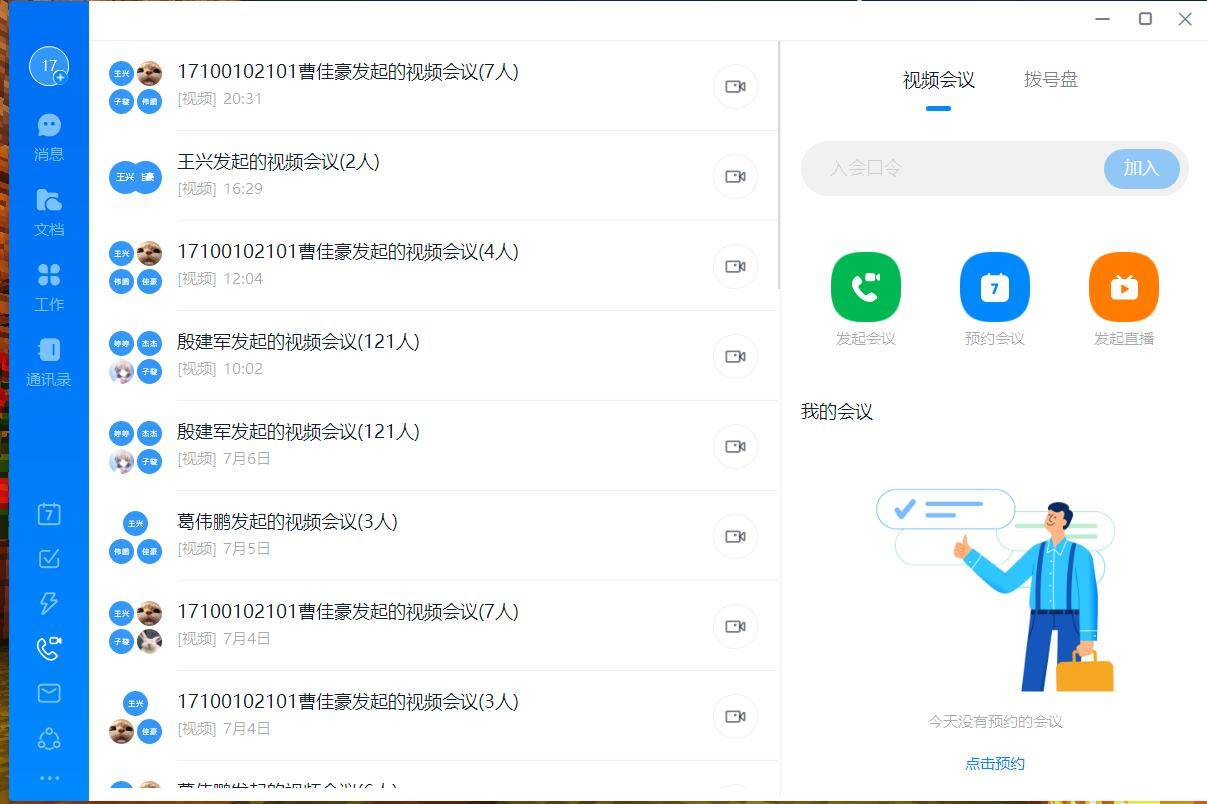 17
消息
文档
工作
通讯录
7
王兴
子璇
伟鹏
17100102101曹佳豪发起的视频会议(7人)
[视频] 20:31
王兴
王兴发起的视频会议(2人)
[视频] 16:29
王兴
伟鹏
佳豪
17100102101曹佳豪发起的视频会议(4人)
[视频] 12:04
婷婷
杰杰
殷建军发起的视频会议(121人)
[视频] 10:02
婷婷
杰杰
殷建军发起的视频会议(121人)
[视频] 7月6日
王兴
伟鹏
佳豪
葛伟鹏发起的视频会议(3人)
[视频] 7月5日
王兴
17100102101曹佳豪发起的视频会议(7人)
[视频] 7月4日
王兴
佳豪
17100102101曹佳豪发起的视频会议(3人)
[视频] 7月4日
视频会议 拨号盘
入会口令 加入
7
发起会议 预约会议 发起直播
我的会议
今天没有预约的会议
点击预约